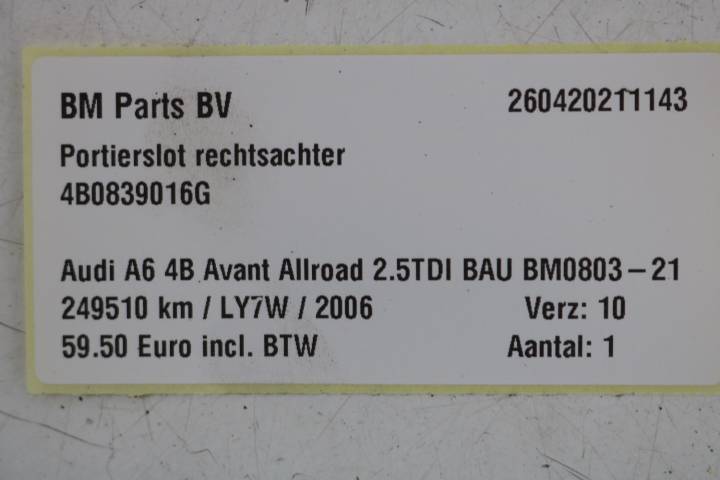 BM Parts BV 260420211143
Portierslot rechtsachter
4B0839016G
Audi A6 4B Avant Allroad 2.5TDI BAU BM0803-21
249510 km / LY7W / 2006 Verz: 10
59.50 Euro incl. BTW Aantal: 1